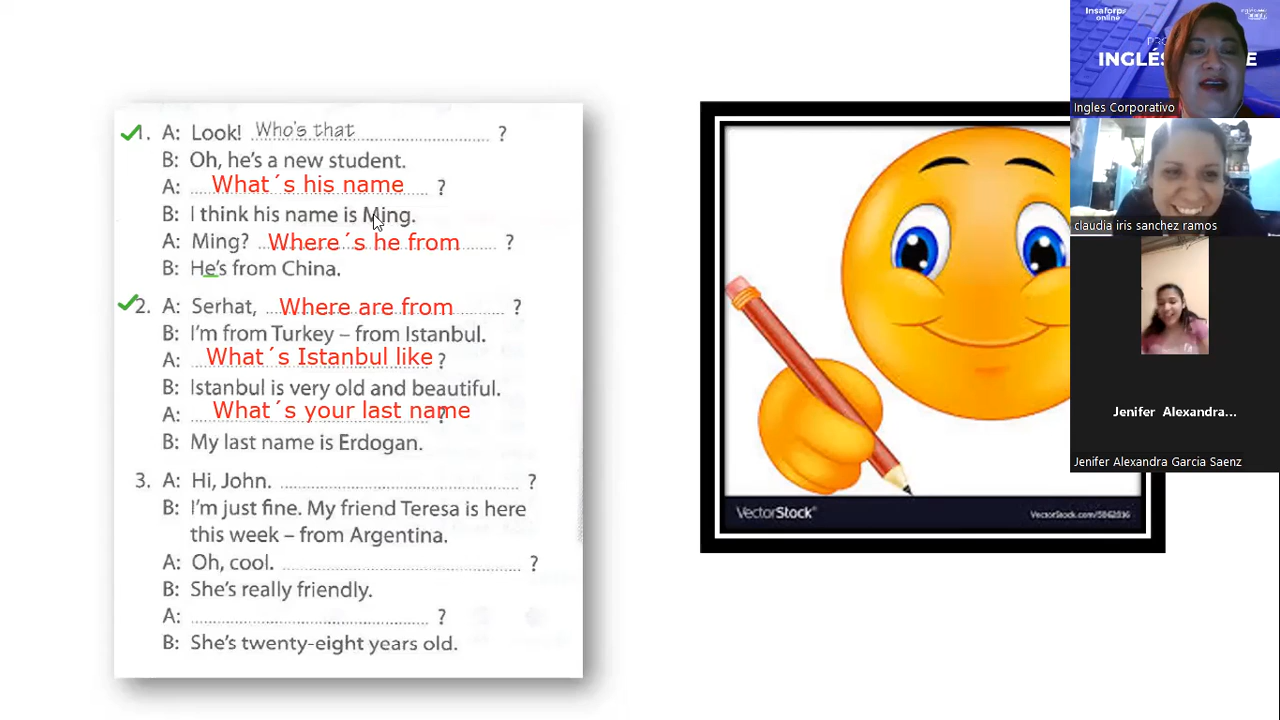 1. A: Look! Who's that ?
B: Oh, he's a new student.
A: What´s his name ?
B: I think his name is Ming.
A: Ming? Where´s he from ?
B: He's from China.
2. A: Serhat, Where are from ?
B: I'm from Turkey – from Istanbul.
A: What´s Istanbul like ?
B: Istanbul is very old and beautiful.
A: What´s your last name ?
B: My last name is Erdogan.
3. A: Hi, John. ?
B: I'm just fine. My friend Teresa is here
this week – from Argentina.
A: Oh, cool. ?
B: She's really friendly.
A: ?
B: She's twenty-eight years old.
VectorStock®
VectorStock.com/5862816
Insaforp
online
INGLÉS
E
Ingles Corporativo
claudia iris sanchez ramos
Jenifer Alexandra...
Jenifer Alexandra Garcia Saenz